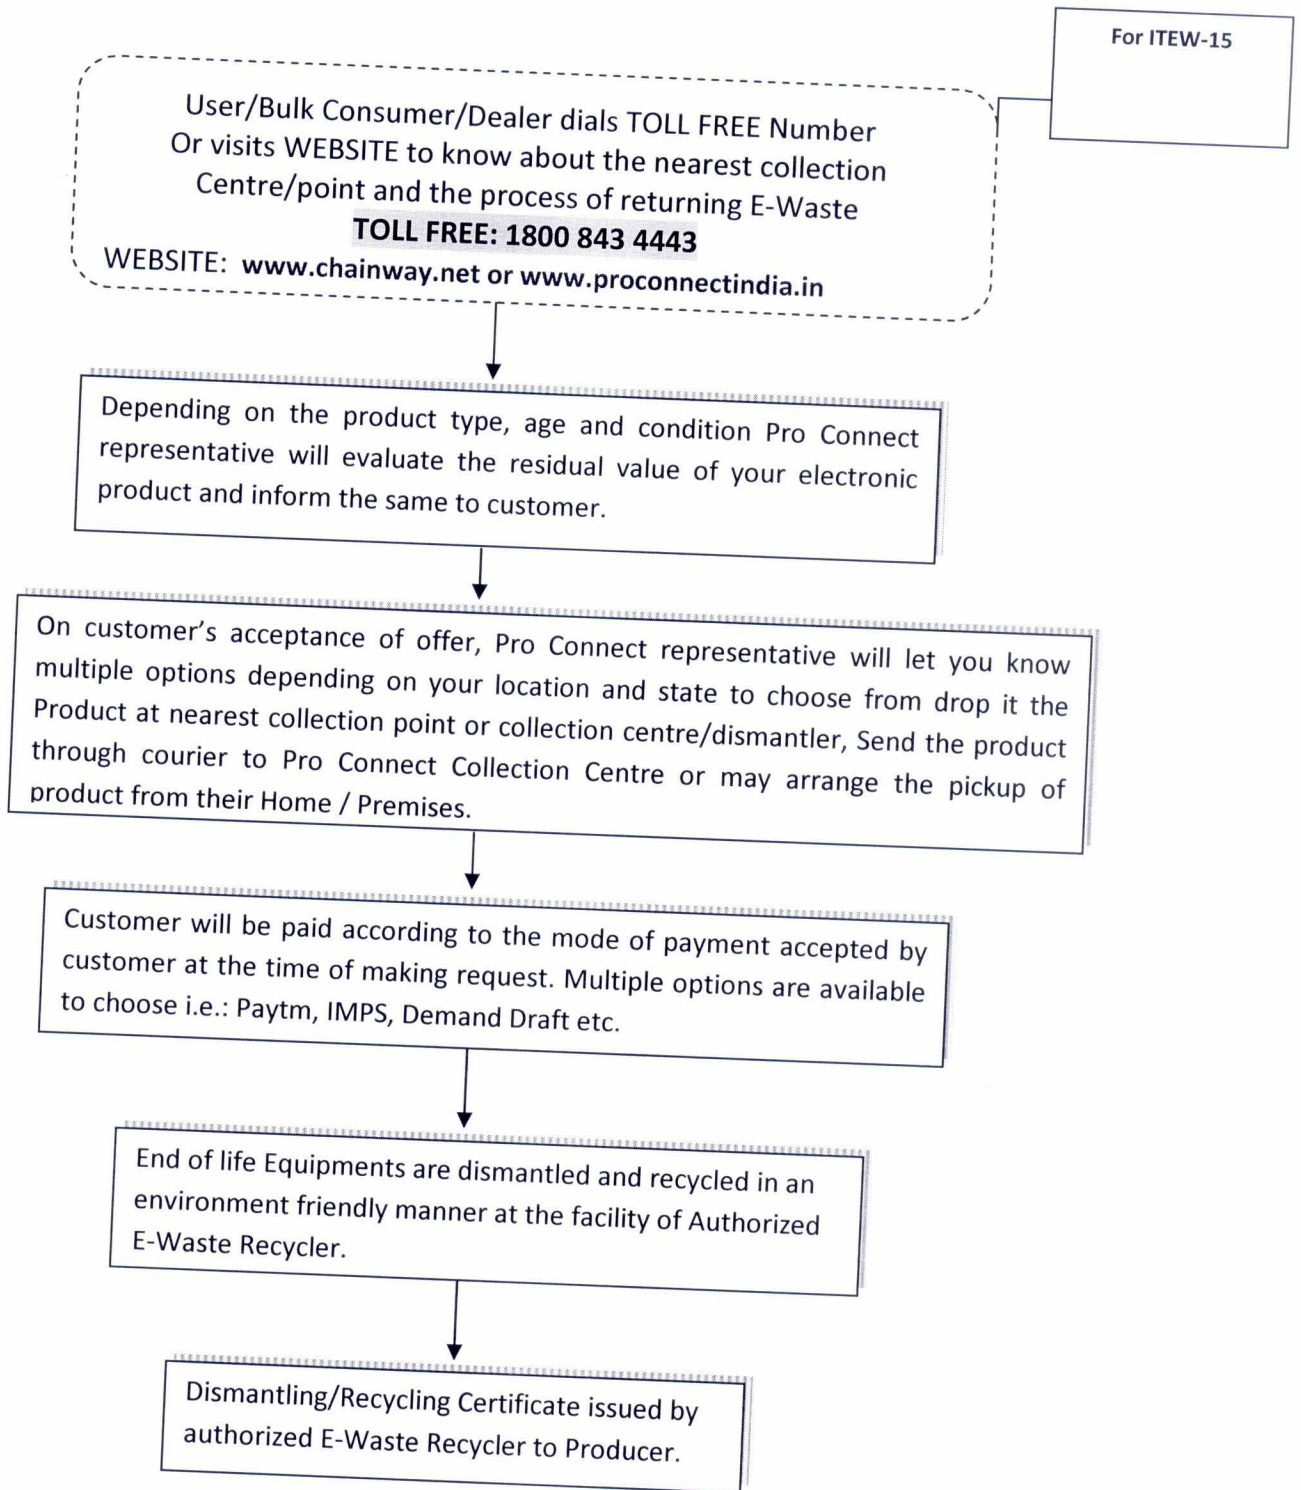 For ITEW-15
User/Bulk Consumer/Dealer dials TOLL FREE Number
Or visits WEBSITE to know about the nearest collection
Centre/point and the process of returning E-Waste
TOLL FREE: 1800 843 4443
WEBSITE: www.chainway.net or www.proconnectindia.in
Depending on the product type, age and condition Pro Connect
representative will evaluate the residual value of your electronic
product and inform the same to customer.
On customer's acceptance of offer, Pro Connect representative will let you know
multiple options depending on your location and state to choose from drop it the
Product at nearest collection point or collection centre/dismantler, Send the product
through courier to Pro Connect Collection Centre or may arrange the pickup of
product from their Home / Premises.
Customer will be paid according to the mode of payment accepted by
customer at the time of making request. Multiple options are available
to choose i.e.: Paytm, IMPS, Demand Draft etc.
End of life Equipments are dismantled and recycled in an
environment friendly manner at the facility of Authorized
E-Waste Recycler.
Dismantling/Recycling Certificate issued by
authorized E-Waste Recycler to Producer.